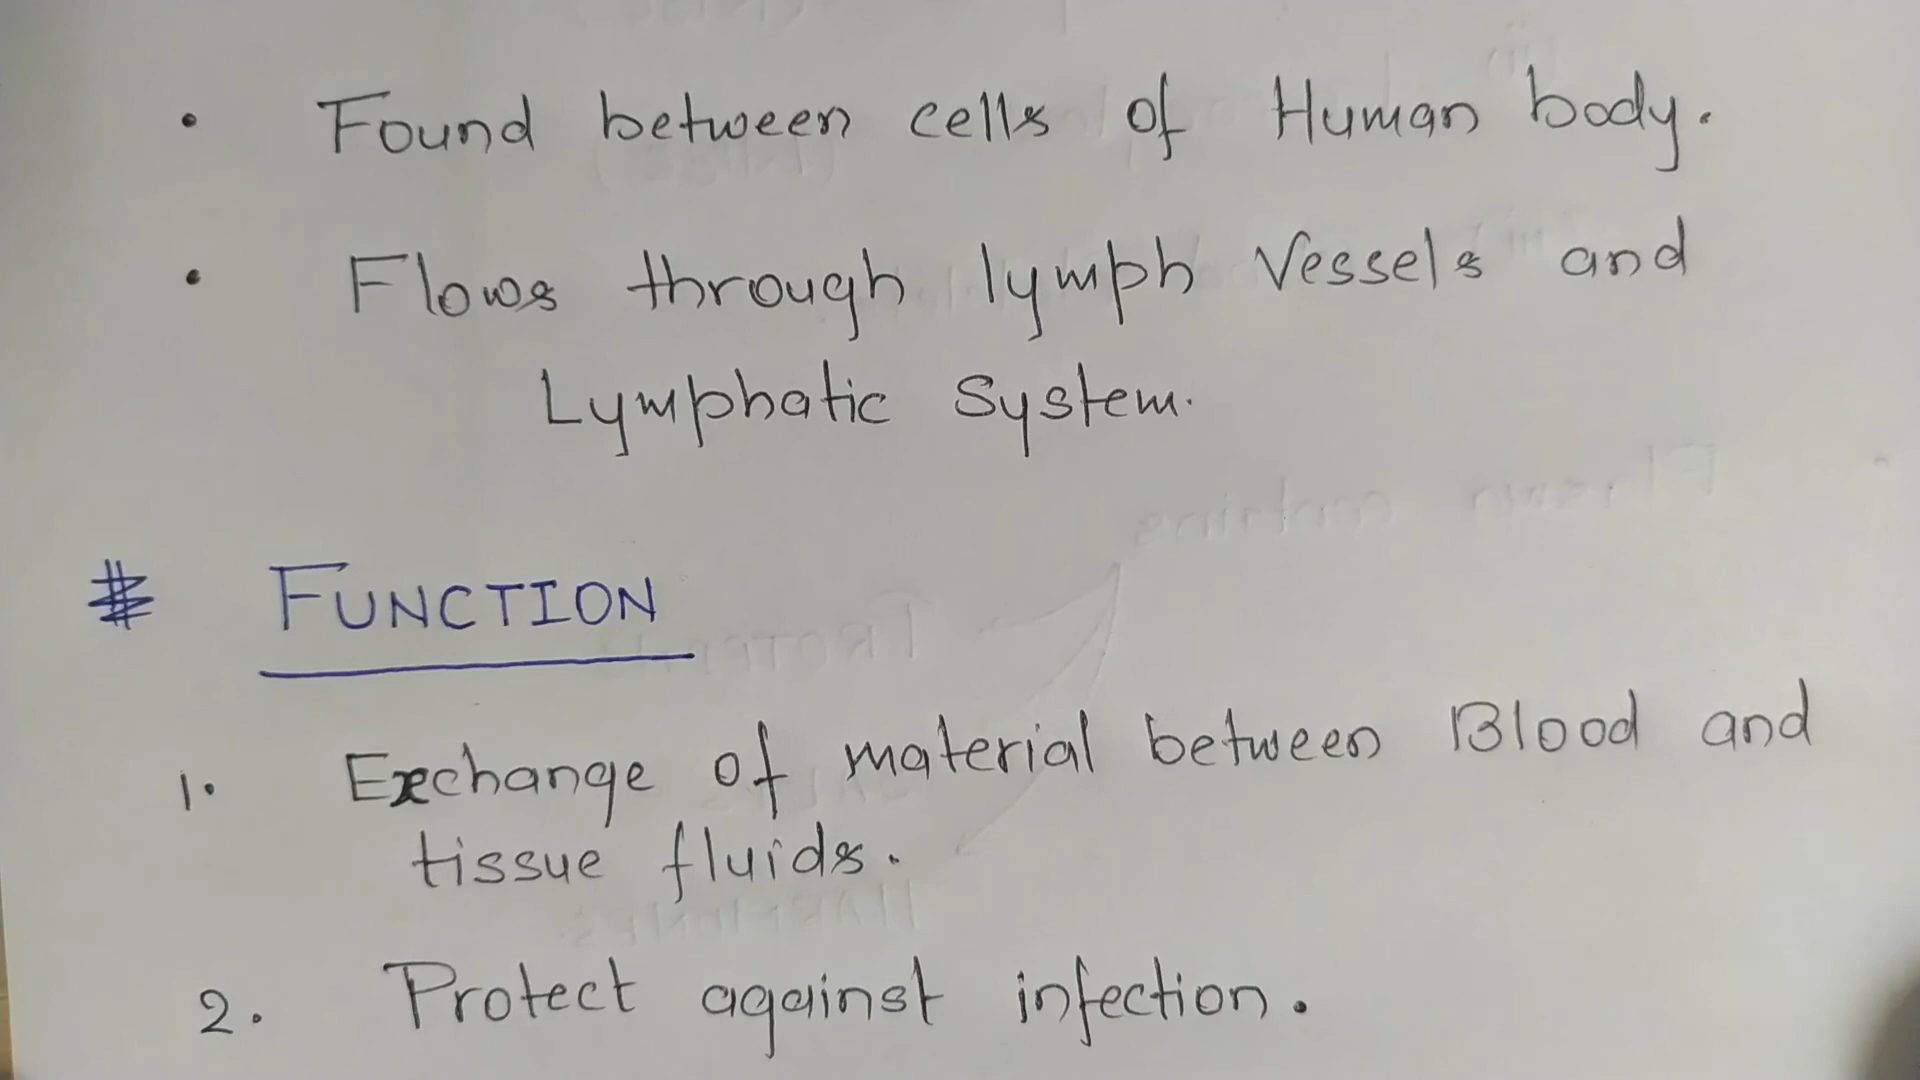 • Found between cells of Human body.
• Flows through lymph Vessels and
Lymphatic System.
# FUNCTION
1. Exchange of material between Blood and
tissue fluids.
2. Protect against infection.